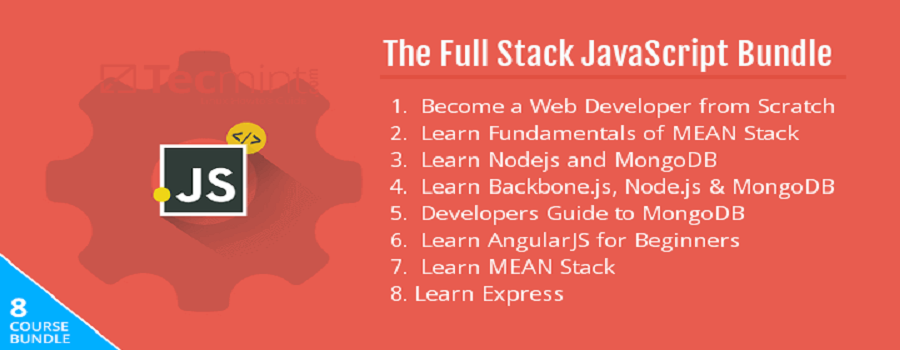 The Full Stack JavaScript Bundle
Tecmint
</>
JS
1. Become a Web Developer from Scratch
2. Learn Fundamentals of MEAN Stack
3. Learn Nodejs and MongoDB
4. Learn Backbone.js, Node.js & MongoDB
5. Developers Guide to MongoDB
6. Learn AngularJS for Beginners
7. Learn MEAN Stack
8. Learn Express
8
COURSE
BUNDLE